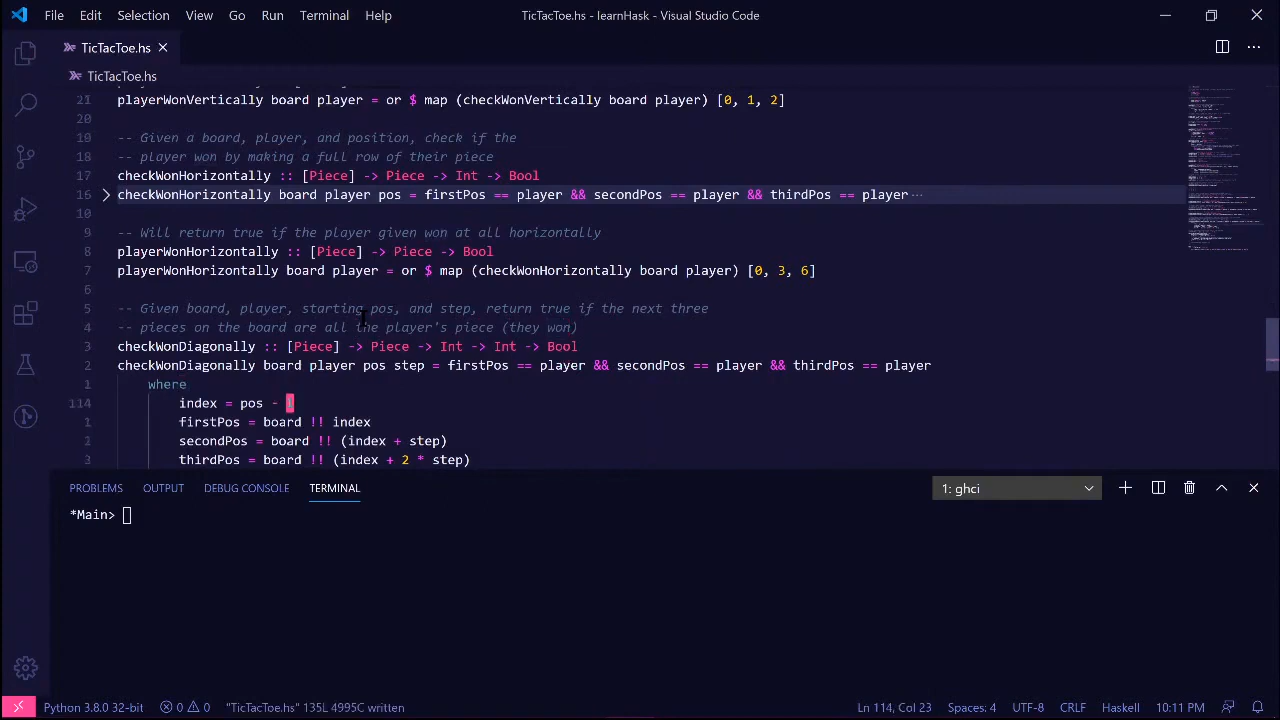 File Edit Selection View Go Run Terminal Help TicTacToe.hs - learnHask - Visual Studio Code
TicTacToe.hs
TicTacToe.hs
21 playerWonVertically board player = or $ map (checkWonVertically board player) [0, 1, 2]
20
19 -- Given a board, player, and position, check if a
18 -- player won by making a full row of their piece
17 checkWonHorizontally :: [Piece] -> Piece -> Int -> Bool
16 checkWonHorizontally board player pos = firstPos == player && secondPos == player && thirdPos == player ...
10
9 -- Will return true if the player given won at horizontally
8 playerWonHorizontally :: [Piece] -> Piece -> Bool
7 playerWonHorizontally board player = or $ map (checkWonHorizontally board player) [0, 3, 6]
6
5 -- Given board, player, starting pos, and step, return true if the next three
4 -- pieces on the board are all the player's piece (they won)
3 checkWonDiagonally :: [Piece] -> Piece -> Int -> Int -> Bool
2 checkWonDiagonally board player pos step = firstPos == player && secondPos == player && thirdPos == player
1 where
114 index = pos - 1
1 firstPos = board !! index
2 secondPos = board !! (index + step)
3 thirdPos = board !! (index + 2 * step)
PROBLEMS OUTPUT DEBUG CONSOLE TERMINAL 1: ghci
*Main>
Python 3.8.0 32-bit 0 0 "TicTacToe.hs" 135L 4995C written Ln 114, Col 23 Spaces: 4 UTF-8 CRLF Haskell 10:11 PM